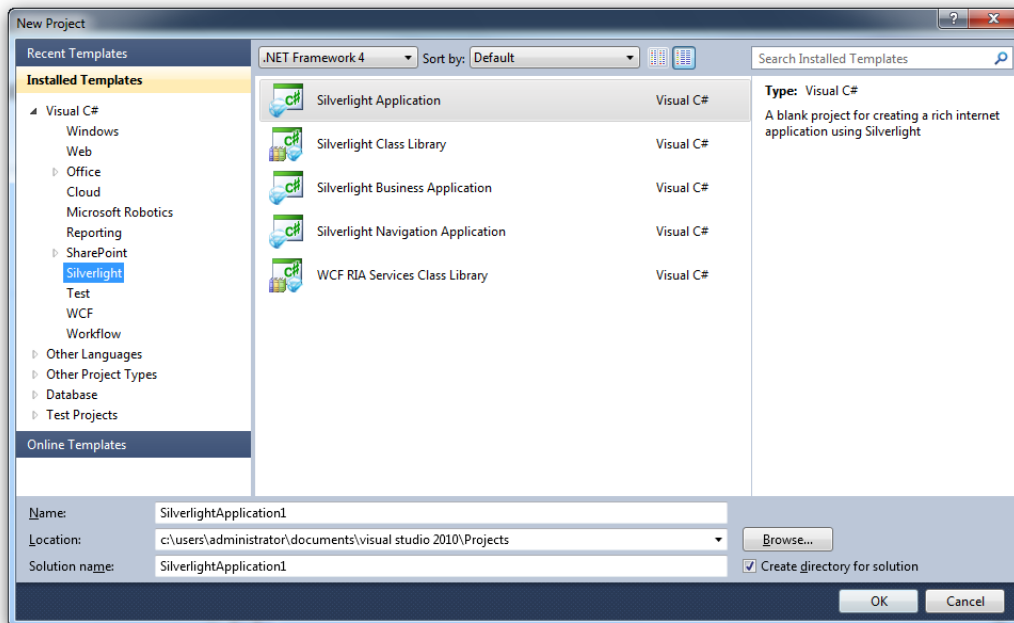 New Project
Recent Templates
Installed Templates
Visual C#
Windows
Web
Office
Cloud
Microsoft Robotics
Reporting
SharePoint
Silverlight
Test
WCF
Workflow
Other Languages
Other Project Types
Database
Test Projects
Online Templates
.NET Framework 4 Sort by: Default
Silverlight Application Visual C#
Silverlight Class Library Visual C#
Silverlight Business Application Visual C#
Silverlight Navigation Application Visual C#
WCF RIA Services Class Library Visual C#
Search Installed Templates
Type: Visual C#
A blank project for creating a rich internet
application using Silverlight
Name: SilverlightApplication1
Location: c:\users\administrator\documents\visual studio 2010\Projects Browse...
Solution name: SilverlightApplication1 Create directory for solution
OK Cancel